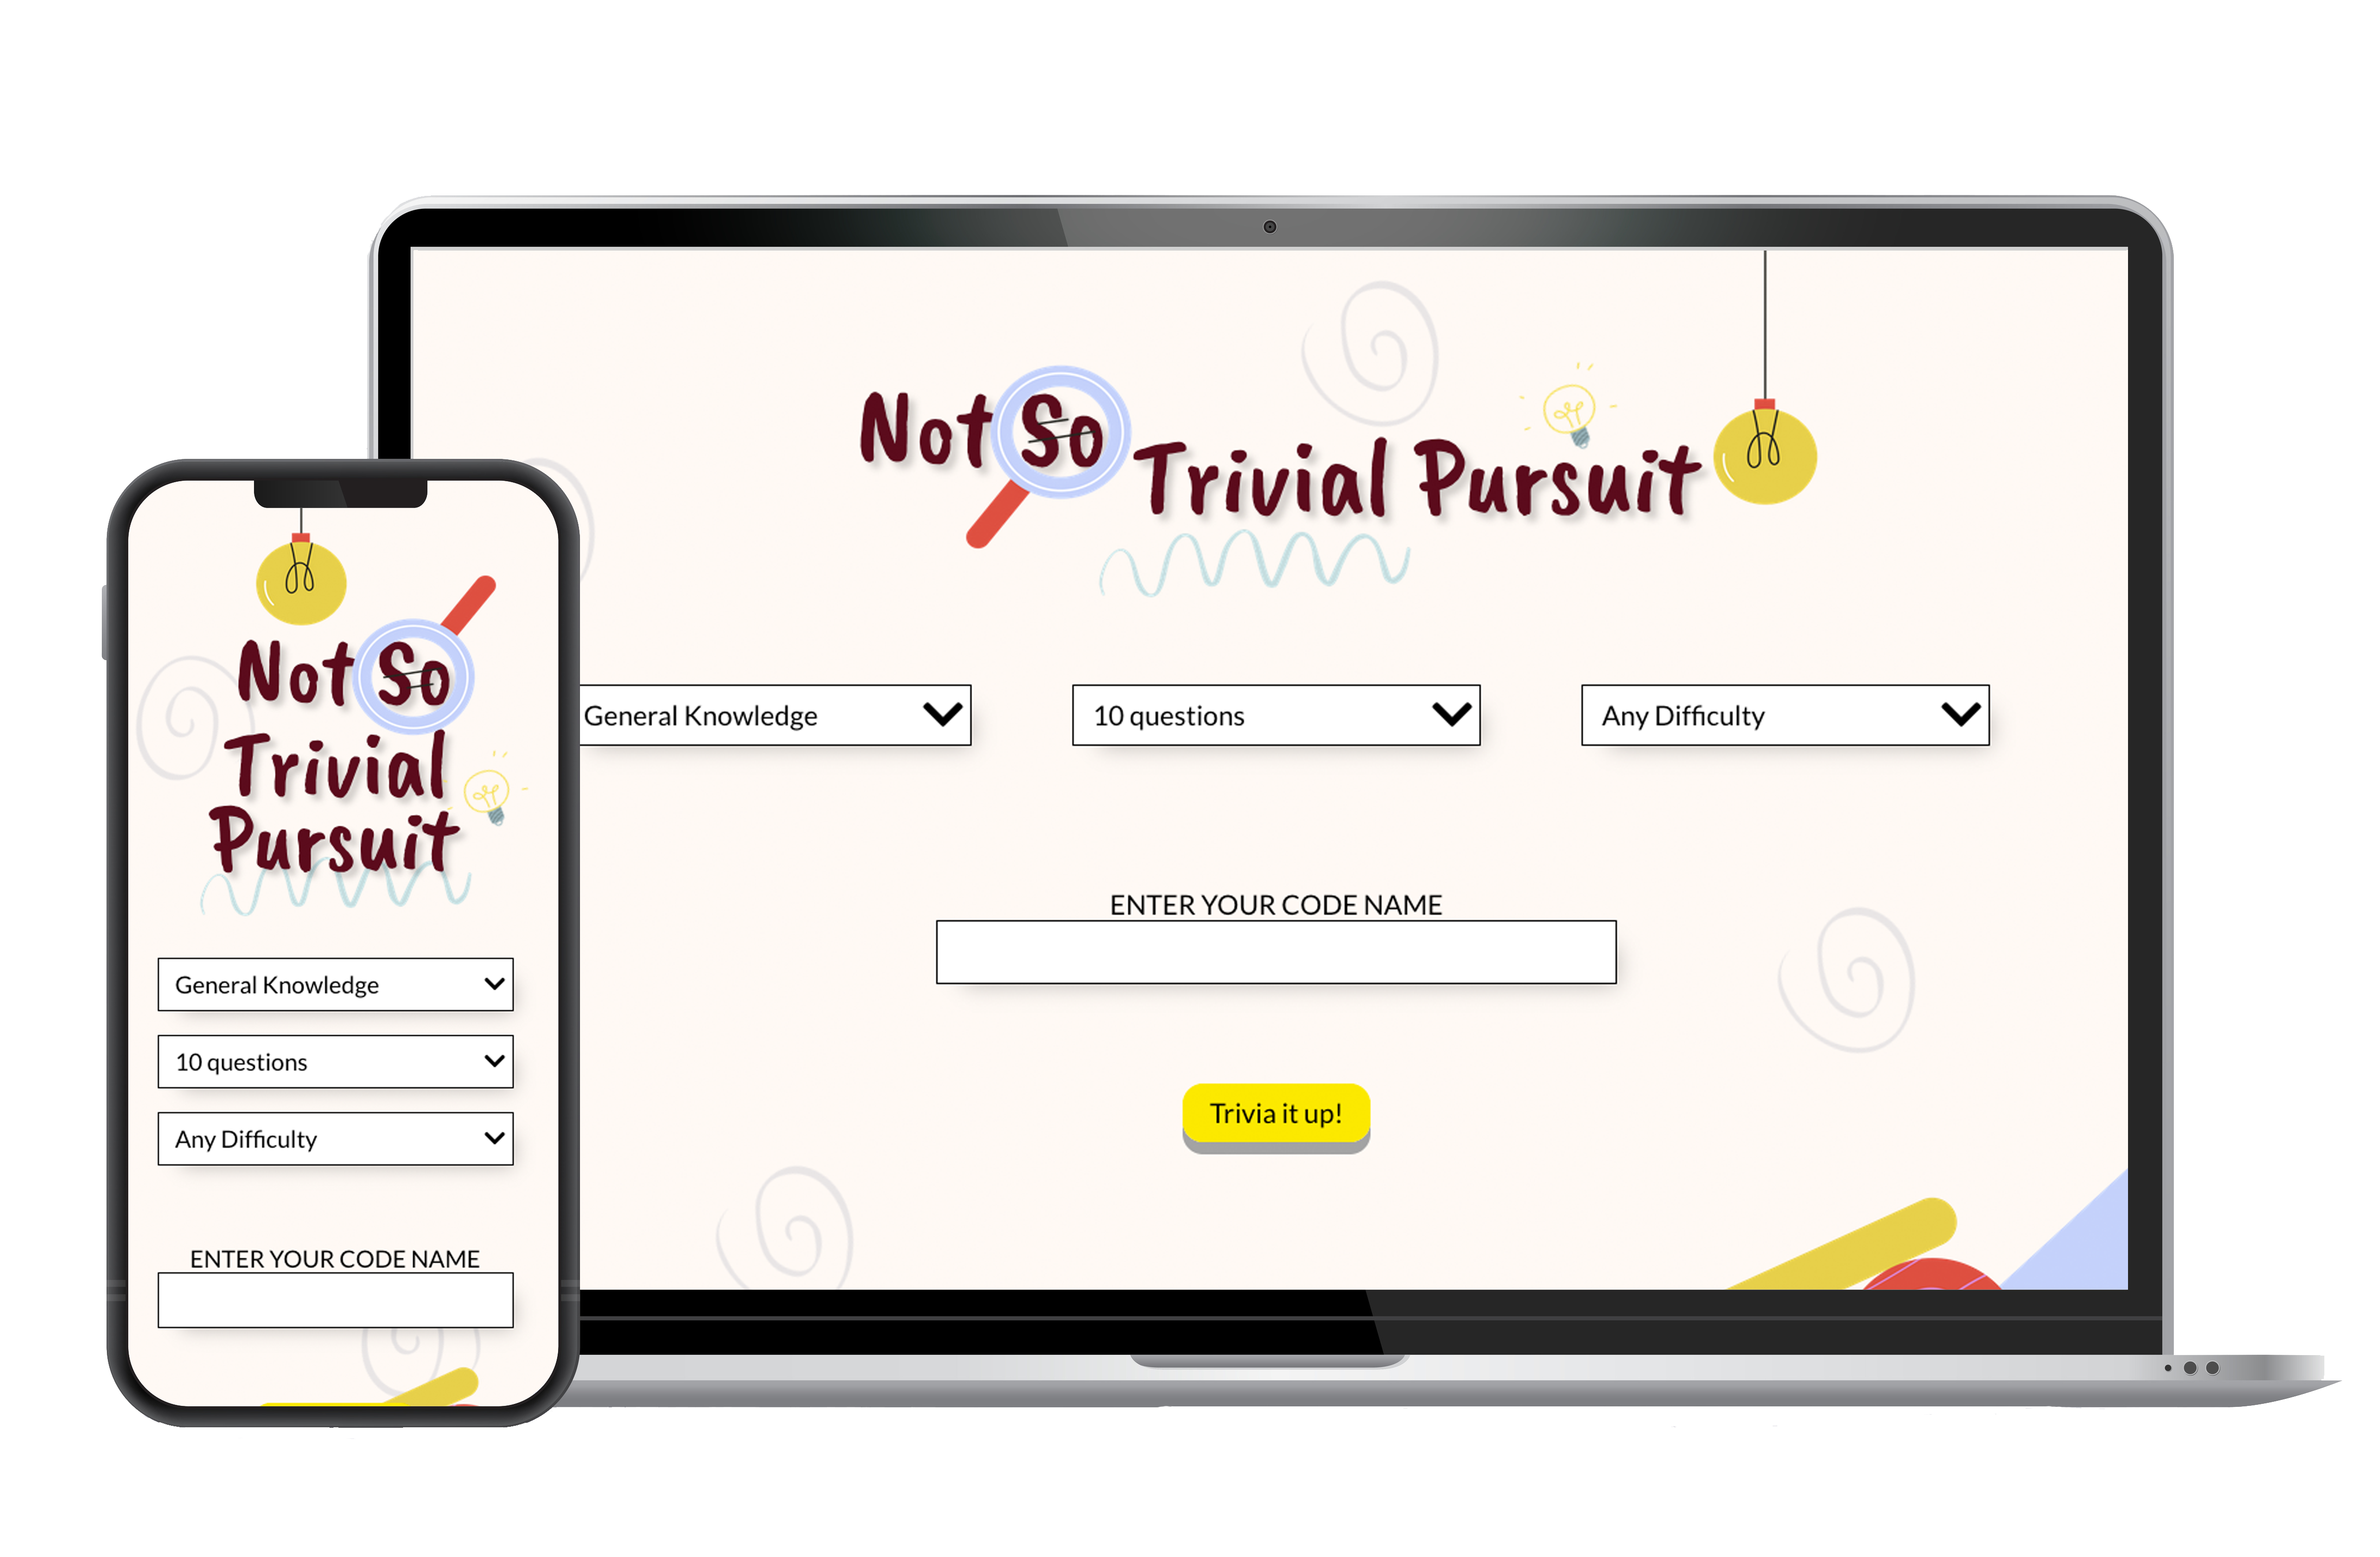 Not So Trivial Pursuit
General Knowledge
10 questions
Any Difficulty
ENTER YOUR CODE NAME
Trivia it up!
Not So
Trivial
Pursuit
General Knowledge
10 questions
Any Difficulty
ENTER YOUR CODE NAME